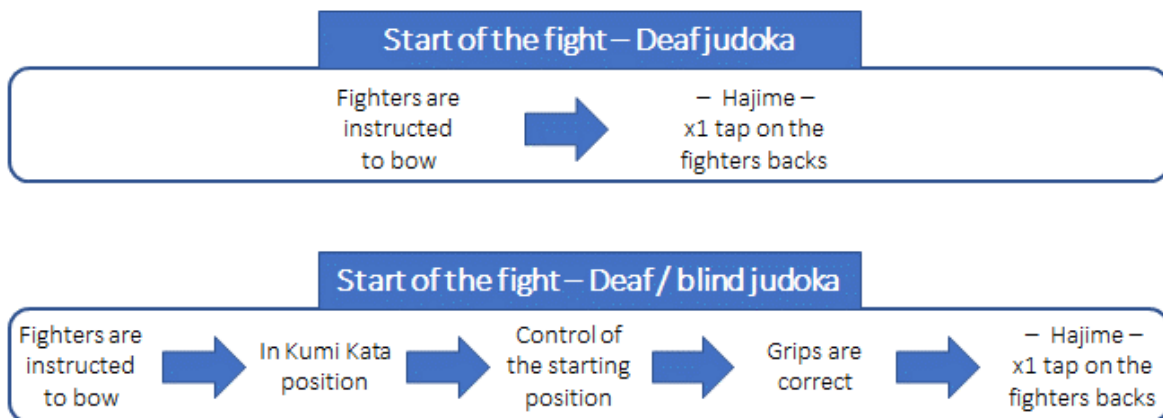 Start of the fight – Deaf judoka
Fighters are
instructed
to bow
– Hajime –
x1 tap on the
fighters backs
Start of the fight – Deaf / blind judoka
Fighters are
instructed
to bow
In Kumi Kata
position
Control of
the starting
position
Grips are
correct
– Hajime –
x1 tap on the
fighters backs